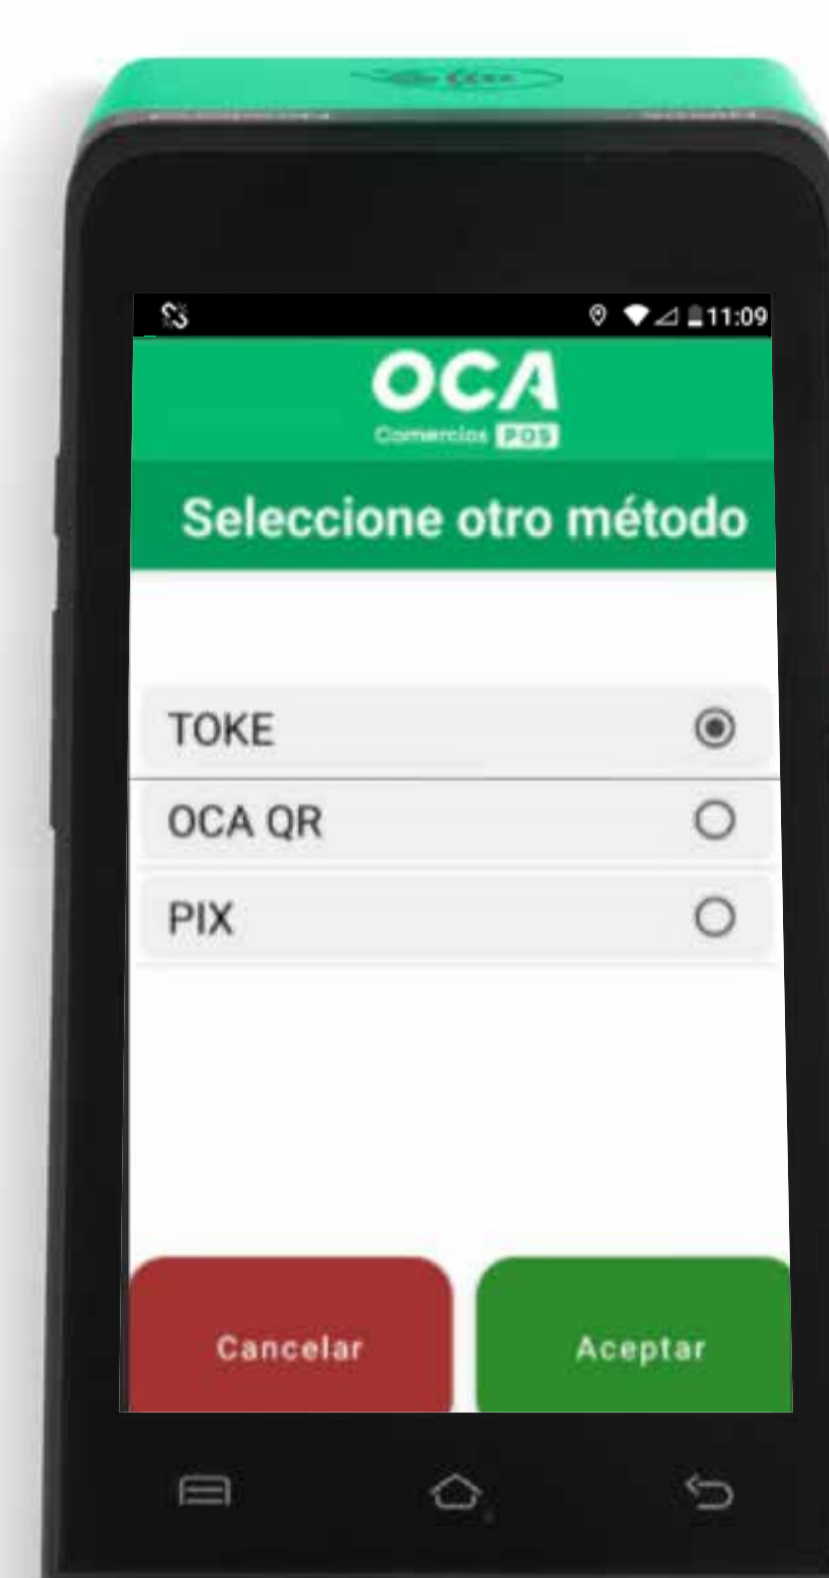 11:09
OCA
Comercios POS
Seleccione otro método
TOKE
OCA QR
PIX
Cancelar
Aceptar